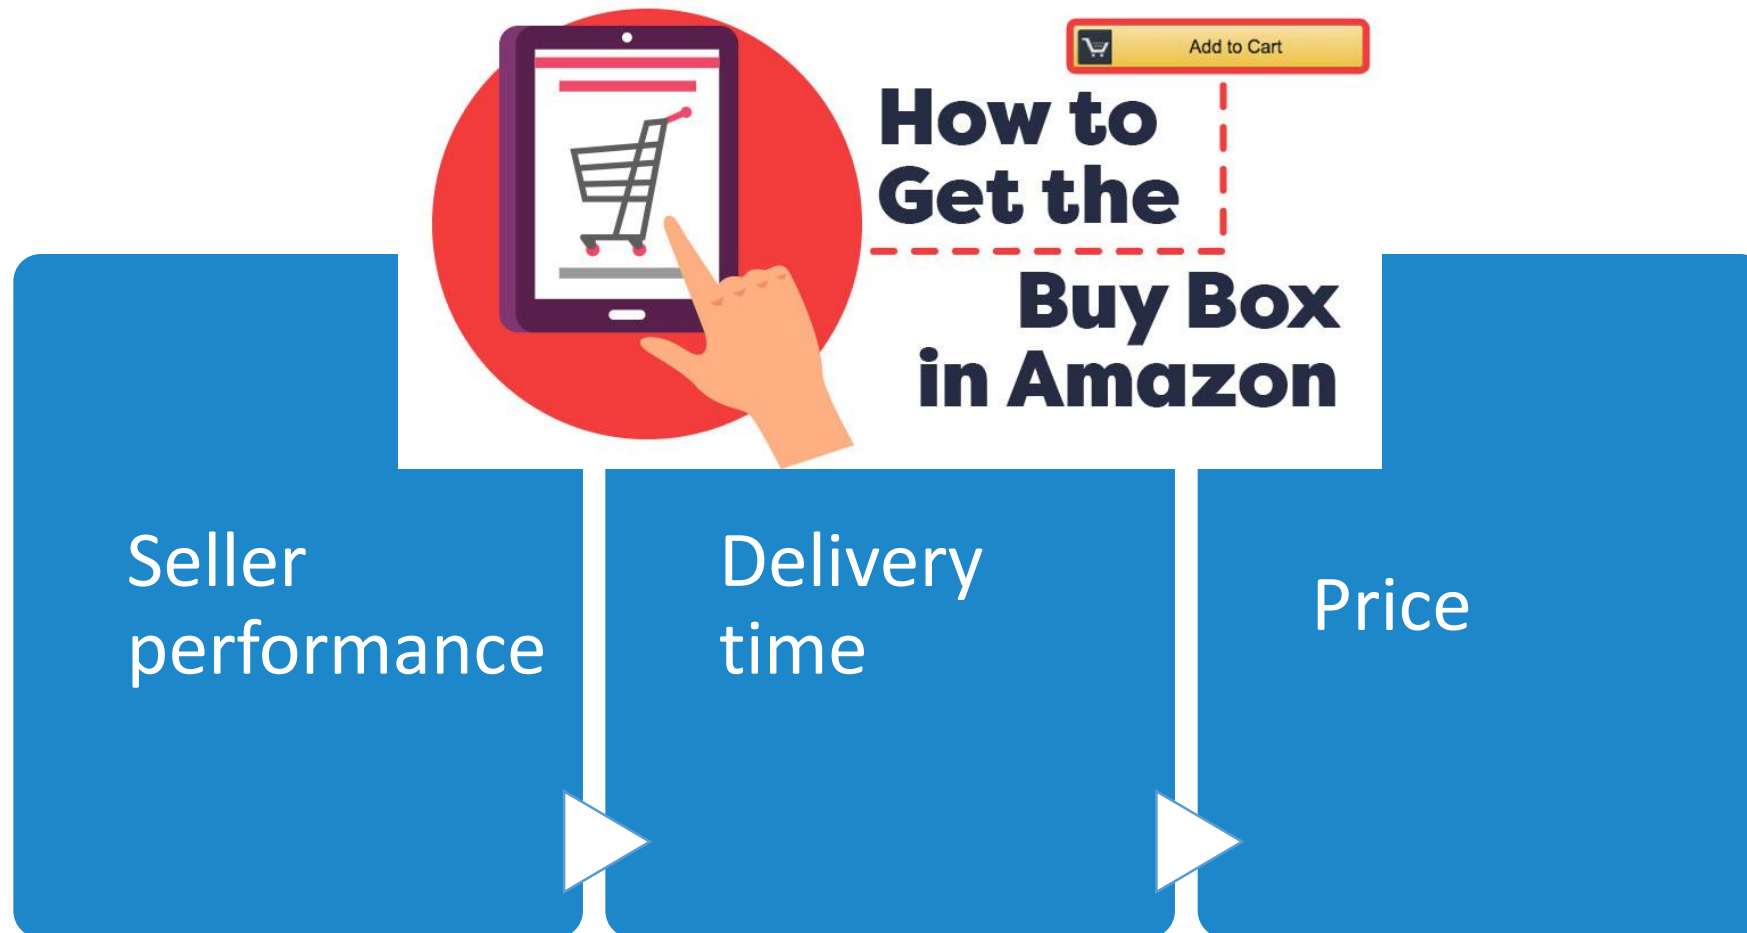 Add to Cart
How to
Get the
Buy Box
in Amazon
Seller
performance
Delivery
time
Price